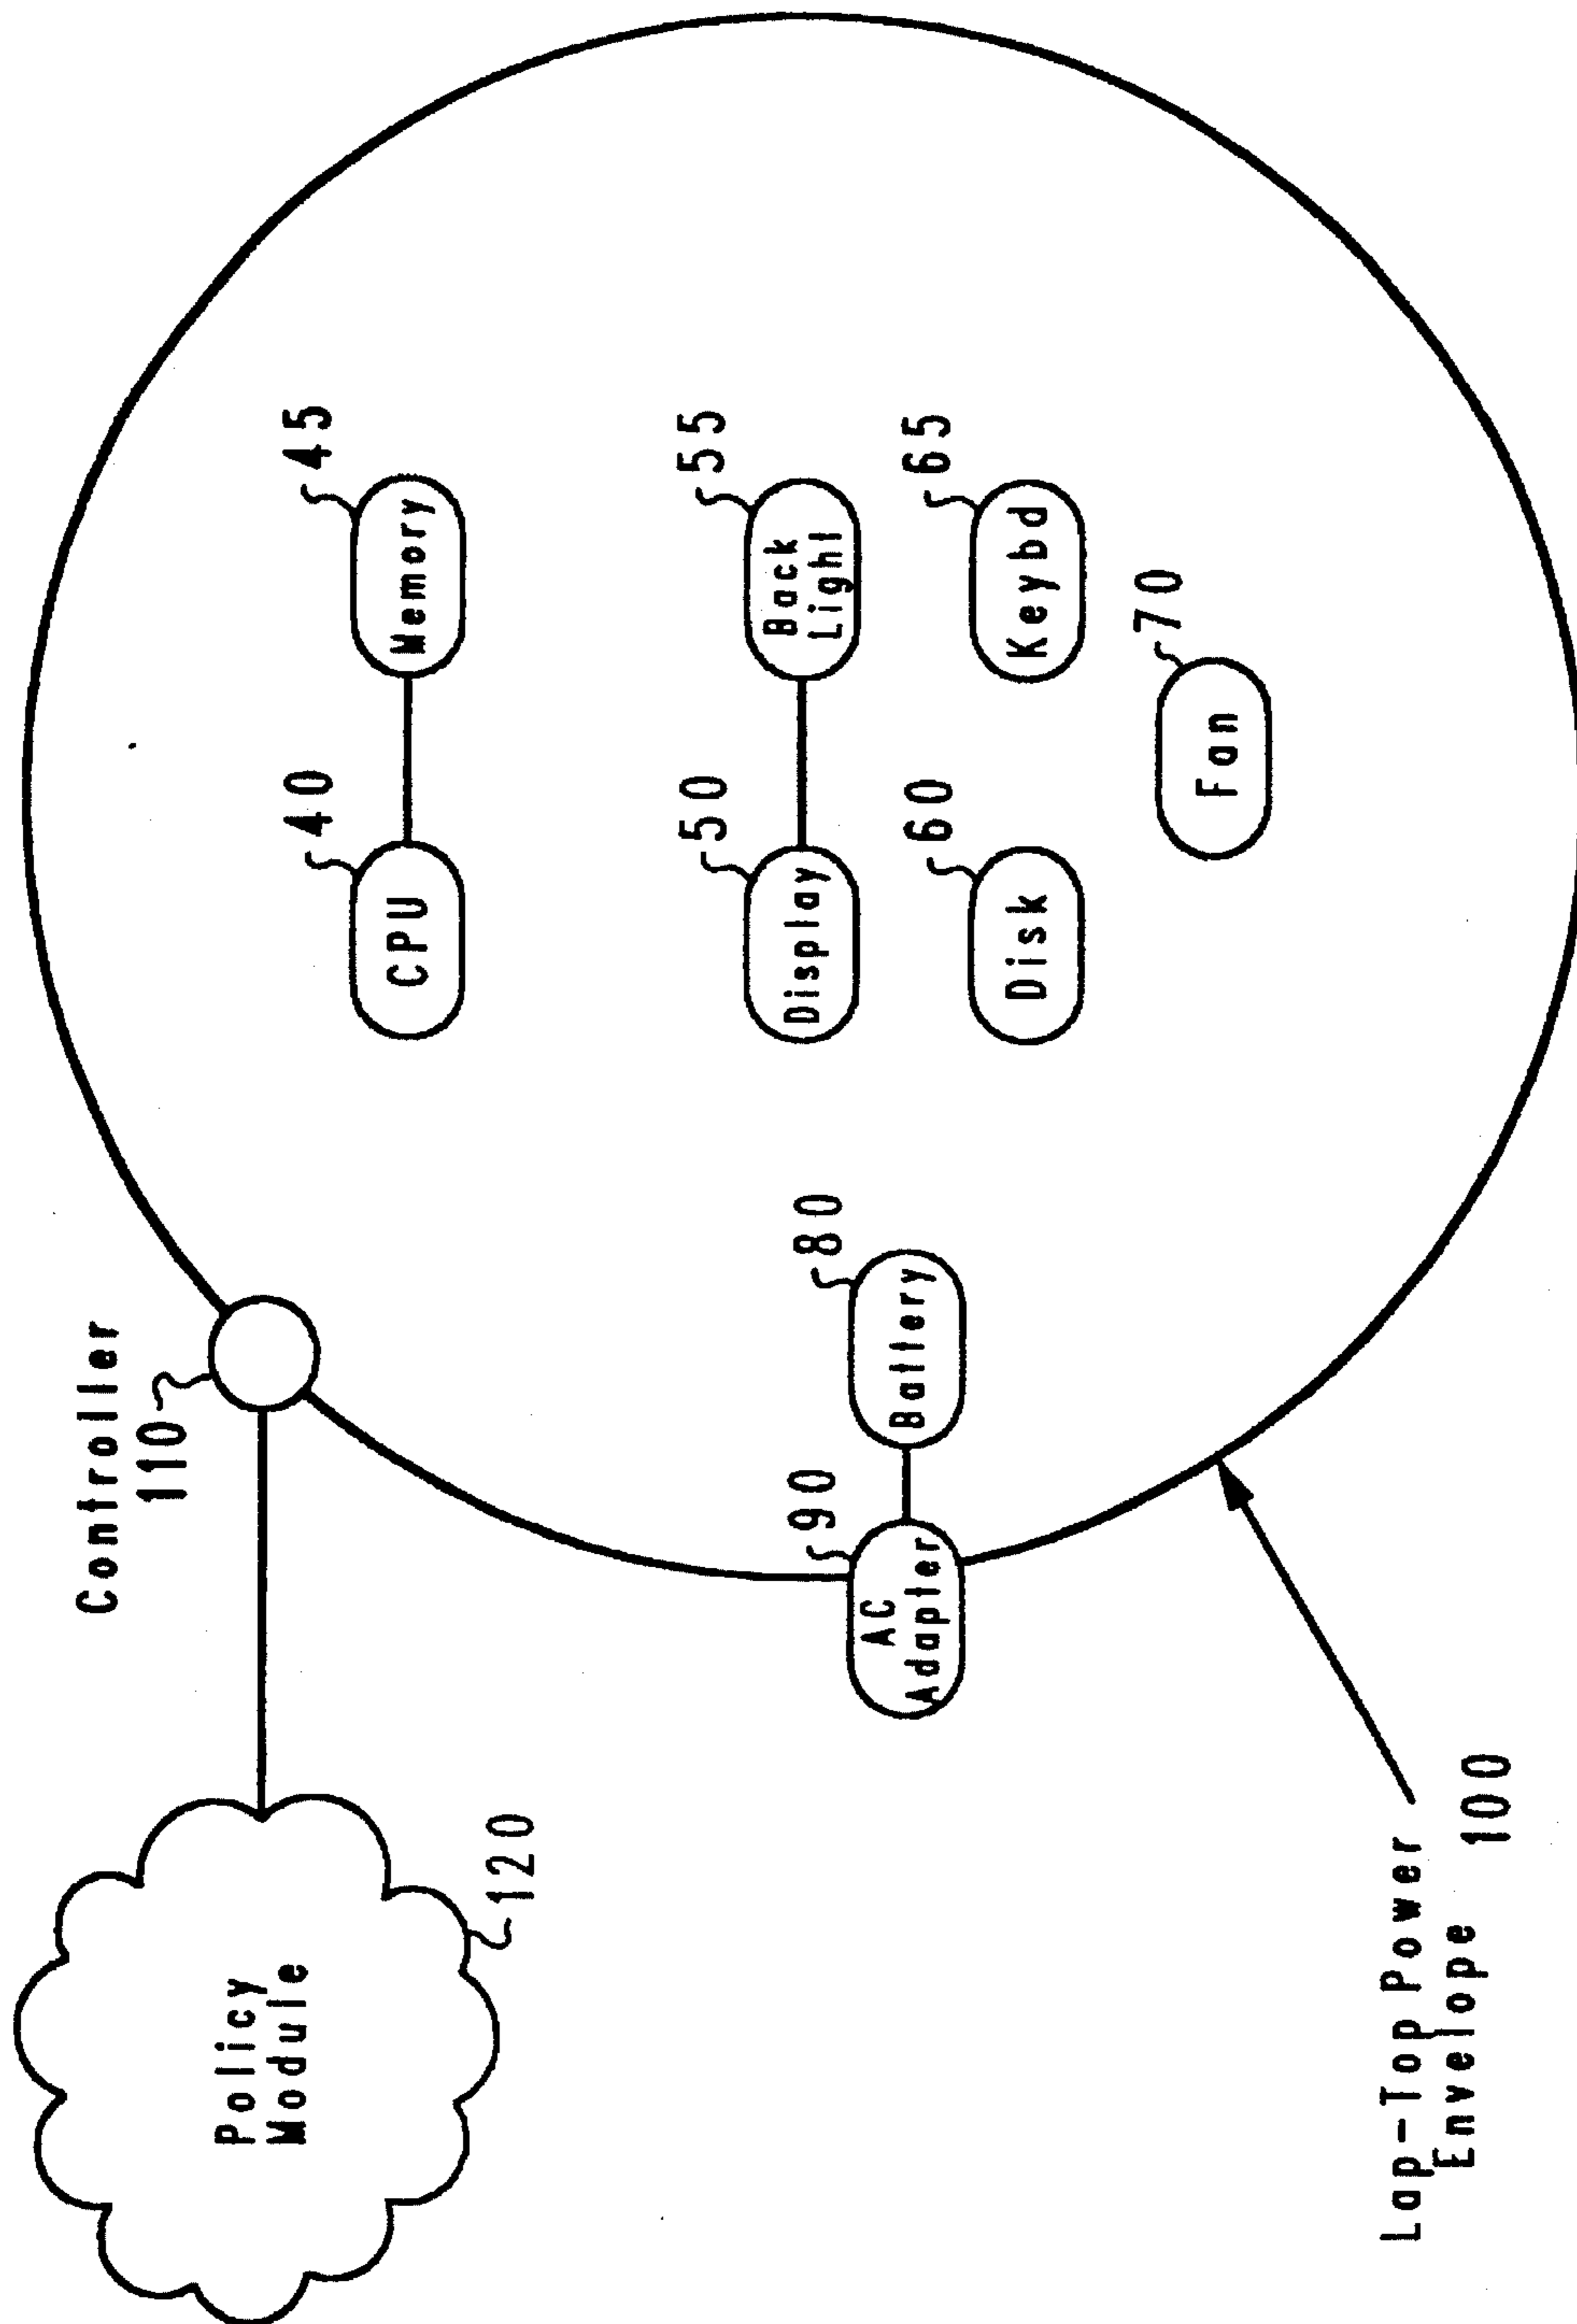 Policy
Module
120
Controller
110
CPU
40
Memory
45
Display
50
Back
Light
55
Disk
60
Keybd
65
Fan
70
AC
Adapter
90
Battery
80
Lap-Top Power
Envelope 100